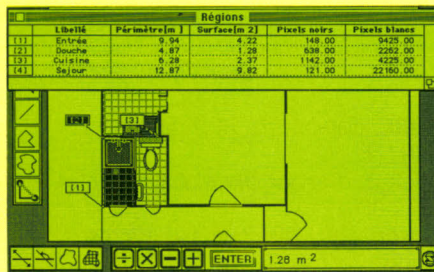 Régions
Libellé Périmètre[m ] Surface[m 2] Pixels noirs Pixels blancs
[1] Entrée 9.94 4.22 148.00 9425.00
[2] Douche 4.87 1.28 638.00 2262.00
[3] Cuisine 6.28 2.37 1142.00 4225.00
[4] Sejour 12.87 9.82 121.00 22160.00
[2] [3]
[1]
÷ × − + ENTER 1.28 m 2